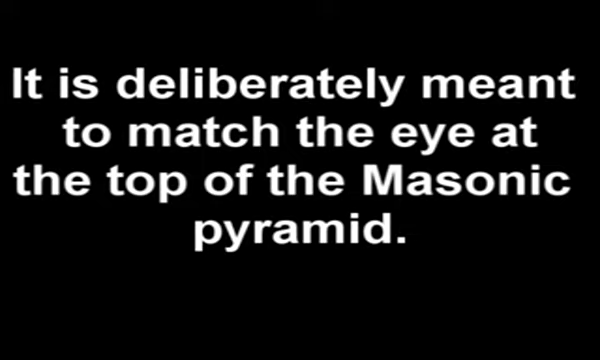 It is deliberately meant
to match the eye at
the top of the Masonic
pyramid.